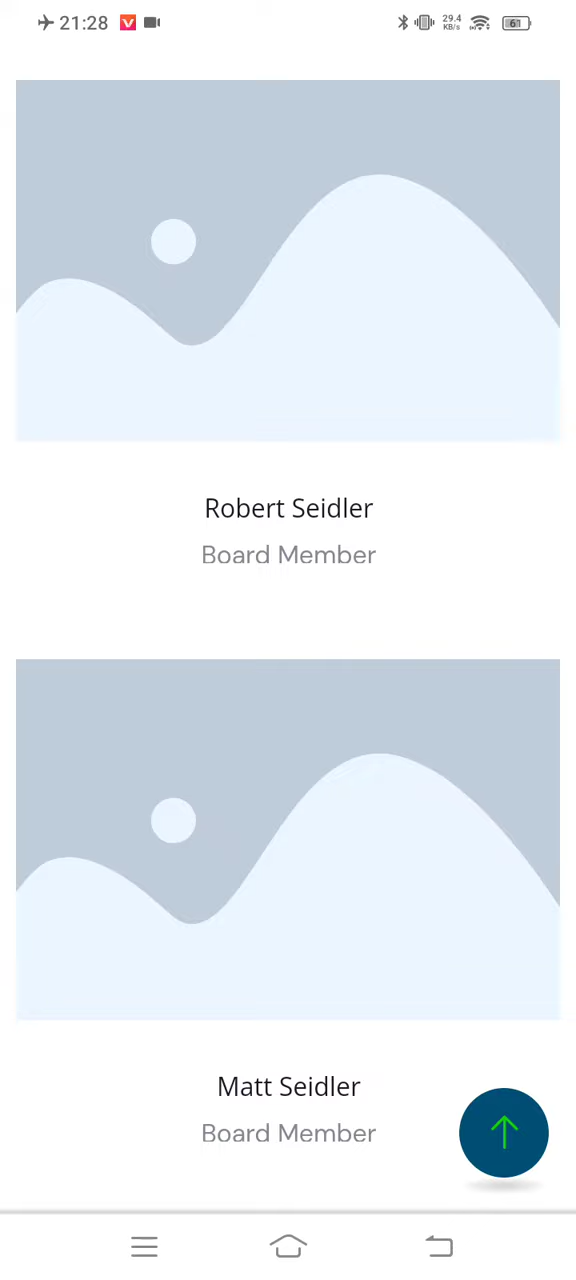 21:28
29.4
KB/s
61
Robert Seidler
Board Member
Matt Seidler
Board Member